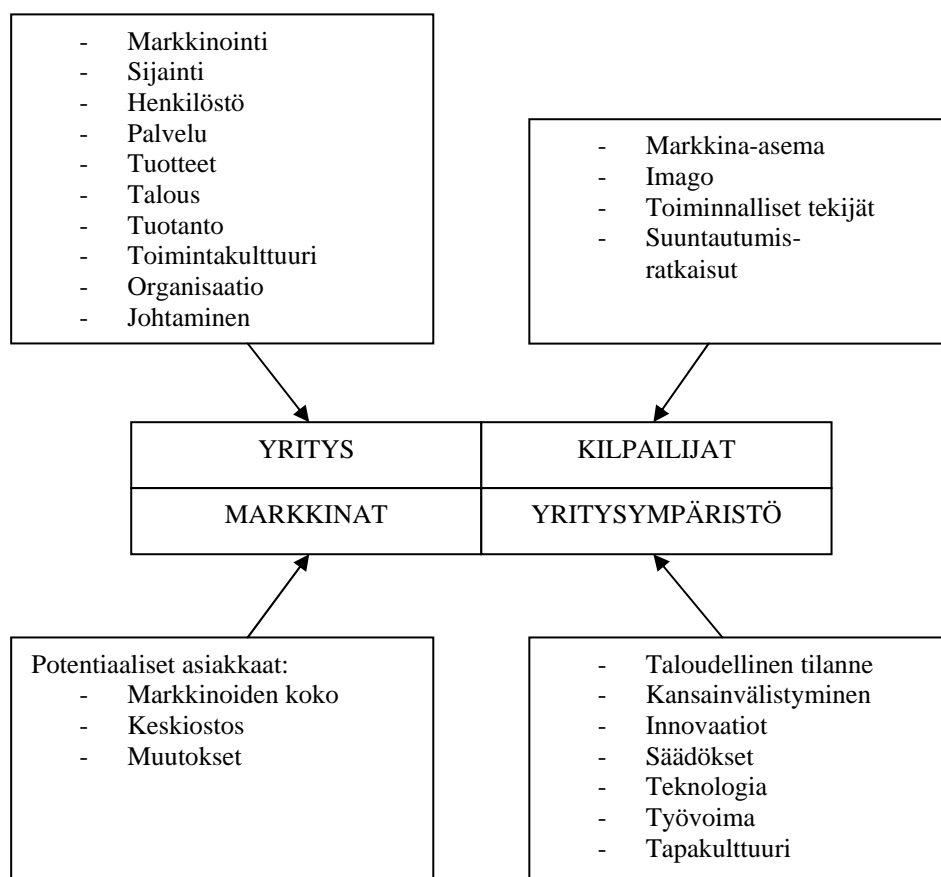 - Markkinointi
- Sijainti
- Henkilöstö
- Palvelu
- Tuotteet
- Talous
- Tuotanto
- Toimintakulttuuri
- Organisaatio
- Johtaminen
- Markkina-asema
- Imago
- Toiminnalliset tekijät
- Suuntautumis-
ratkaisut
YRITYS
KILPAILIJAT
MARKKINAT
YRITYSYMPÄRISTÖ
Potentiaaliset asiakkaat:
- Markkinoiden koko
- Keskiostos
- Muutokset
- Taloudellinen tilanne
- Kansainvälistyminen
- Innovaatiot
- Säädökset
- Teknologia
- Työvoima
- Tapakulttuuri